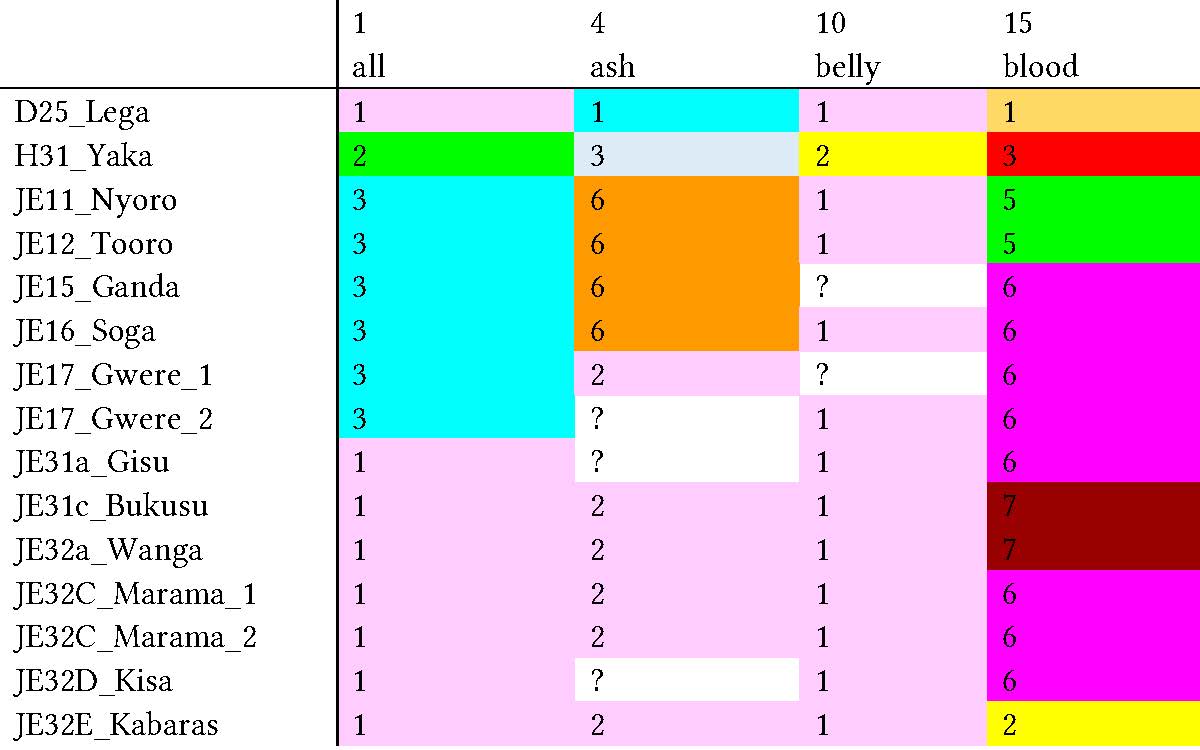 1 4 10 15
all ash belly blood
D25_Lega 1 1 1 1
H31_Yaka 2 3 2 3
JE11_Nyoro 3 6 1 5
JE12_Tooro 3 6 1 5
JE15_Ganda 3 6 ? 6
JE16_Soga 3 6 1 6
JE17_Gwere_1 3 2 ? 6
JE17_Gwere_2 3 ? 1 6
JE31a_Gisu 1 ? 1 6
JE31c_Bukusu 1 2 1 7
JE32a_Wanga 1 2 1 7
JE32C_Marama_1 1 2 1 6
JE32C_Marama_2 1 2 1 6
JE32D_Kisa 1 ? 1 6
JE32E_Kabaras 1 2 1 2